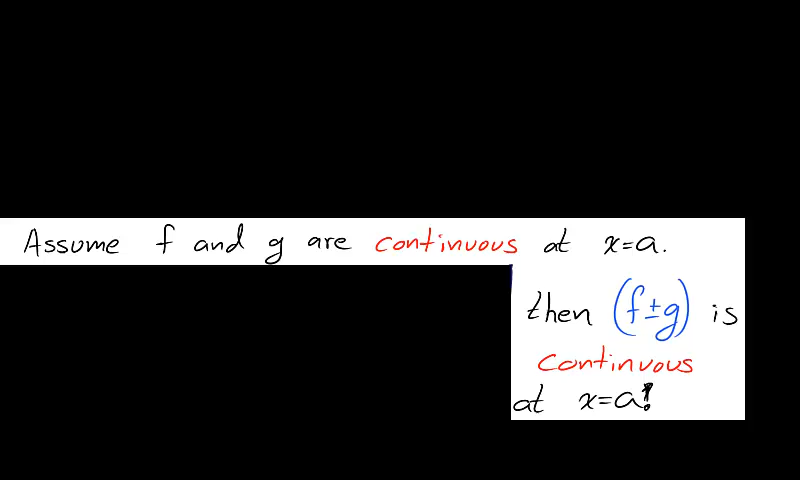 Assume f and g are continuous at x=a.
then (f±g) is
continuous
at x=a!